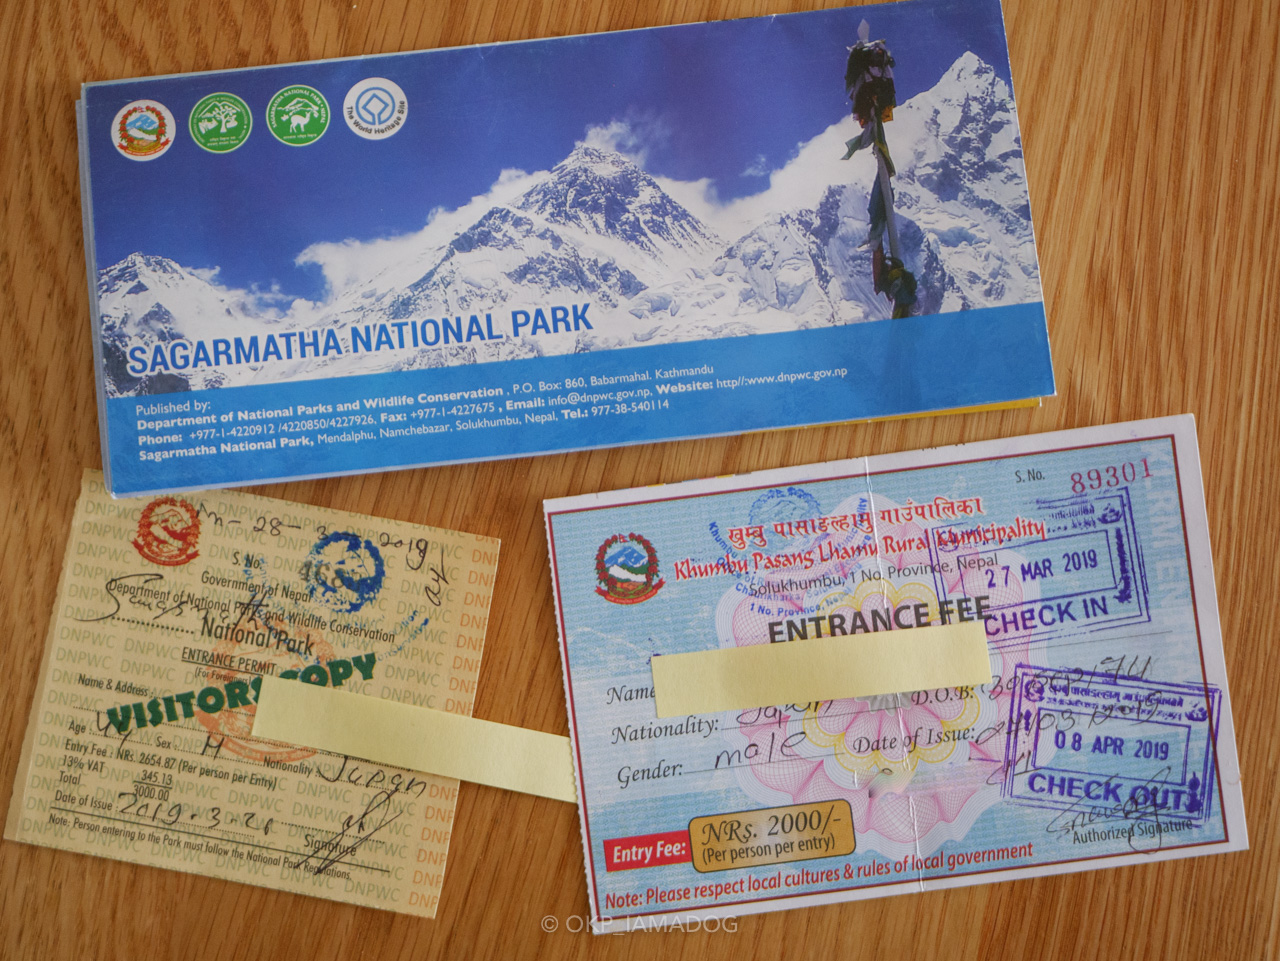 The World Heritage Site
SAGARMATHA NATIONAL PARK
Published by:
Department of National Parks and Wildlife Conservation , P.O. Box: 860, Babarmahal. Kathmandu
Phone: +977-1-4220912 /4220850/4227926, Fax: +977-1-4227675 , Email: info@dnpwc.gov.np, Website: http//:www.dnpwc.gov.np/
Sagarmatha National Park, Mendalphu, Namchebazar, Solukhumbu, Nepal, Tel.: 977-38-540114
2019
S. No.
Government of Nepal
Department of National Parks and Wildlife Conservation
National Park
ENTRANCE PERMIT
VISITORS COPY
Name & Address:
Age: Sex: M Nationality Japan
Entry Fee : NRs. 2654.87 (Per person per Entry)
13% VAT 345.13
Total 3000.00
Date of Issue: 2019.3.28
Signature
Note: Person entering to the Park must follow the National Park Regulations.
S. No. 89301
खुम्बु पासाङल्हामु गाउँपालिका
Khumbu Pasang Lhamu Rural Municipality
Solukhumbu, 1 No. Province, Nepal
1 No. Province, Nepal
27 MAR 2019
CHECK IN
ENTRANCE FEE
Name
Nationality: Japan D.O.B:
Gender: male Date of Issue:
08 APR 2019
CHECK OUT
Authorized Signature
Entry Fee: NRs. 2000/-
(Per person per entry)
Note: Please respect local cultures & rules of local government
© OKP_IAMADOG